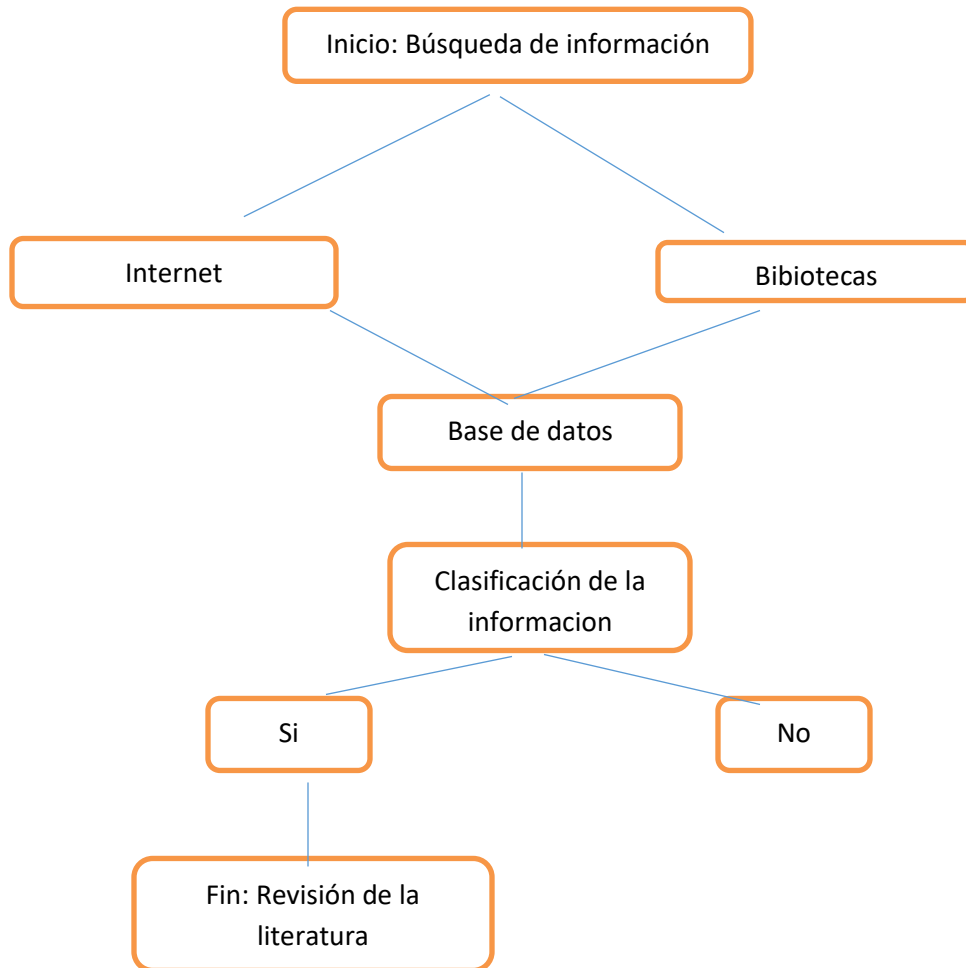 Inicio: Búsqueda de información
Internet
Bibiotecas
Base de datos
Clasificación de la
informacion
Si
No
Fin: Revisión de la
literatura